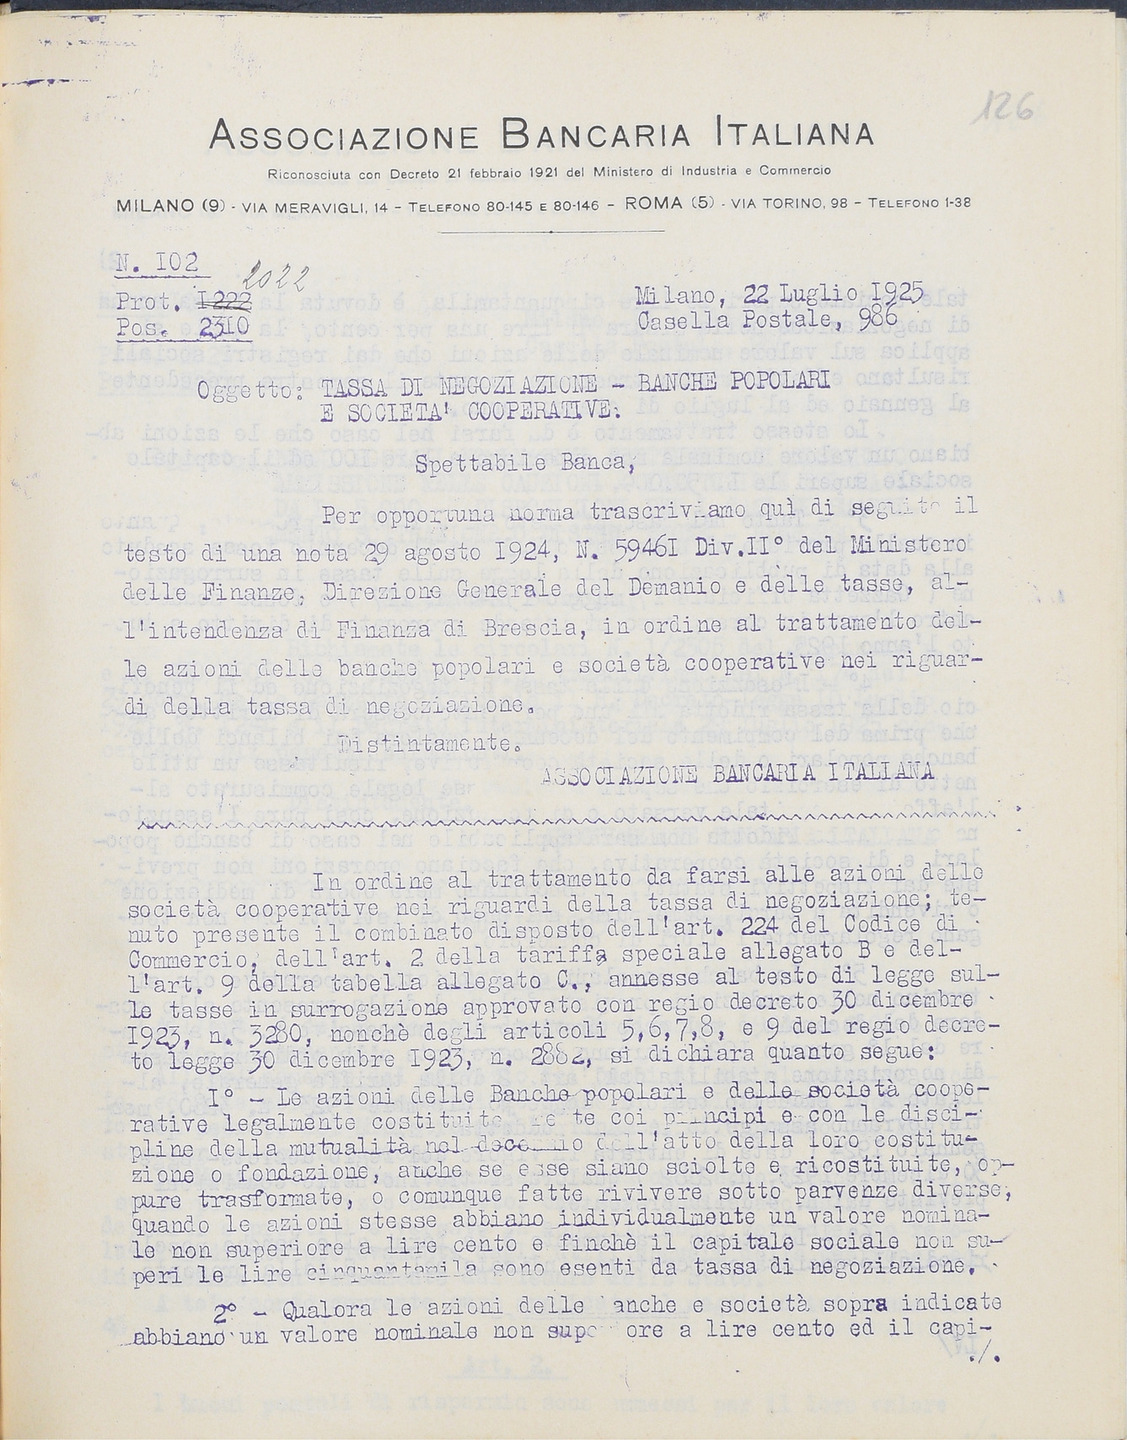 126
ASSOCIAZIONE BANCARIA ITALIANA
Riconosciuta con Decreto 21 febbraio 1921 del Ministero di Industria e Commercio
MILANO (9) - VIA MERAVIGLI, 14 - TELEFONO 80-145 E 80-146 - ROMA (5) - VIA TORINO, 98 - TELEFONO 1-38
N. I02
2022
Prot. I222
Pos. 23I0
Milano, 22 Luglio I925
Casella Postale, 986
Oggetto: TASSA DI NEGOZIAZIONE - BANCHE POPOLARI
E SOCIETA' COOPERATIVE.
Spettabile Banca,
Per opportuna norma trascriviamo quì di seguito il
testo di una nota 29 agosto I924, N. 5946I Div.II° del Ministero
delle Finanze, Direzione Generale del Demanio e delle tasse, al-
l'intendenza di Finanza di Brescia, in ordine al trattamento del-
le azioni delle banche popolari e società cooperative nei riguar-
di della tassa di negoziazione.
Distintamente.
ASSOCIAZIONE BANCARIA ITALIANA
In ordine al trattamento da farsi alle azioni delle
società cooperative nei riguardi della tassa di negoziazione; te-
nuto presente il combinato disposto dell'art. 224 del Codice di
Commercio, dell'art. 2 della tariffa speciale allegato B e del-
l'art. 9 della tabella allegato C., annesse al testo di legge sul-
le tasse in surrogazione approvato con regio decreto 30 dicembre
I923, n. 3280, nonchè degli articoli 5,6,7,8, e 9 del regio decre-
to legge 30 dicembre I923, n. 2882, si dichiara quanto segue:
I° - Le azioni delle Banche popolari e delle società coope-
rative legalmente costituite coi principi e con le disci-
pline della mutualità nel decennio dell'atto della loro costitu-
zione o fondazione, anche se esse siano sciolte e ricostituite, op-
pure trasformate, o comunque fatte rivivere sotto parvenze diverse,
quando le azioni stesse abbiano individualmente un valore nomina-
le non superiore a lire cento e finchè il capitale sociale non su-
peri le lire cinquantamila sono esenti da tassa di negoziazione.
2° - Qualora le azioni delle banche e società sopra indicate
abbiano un valore nominale non superiore a lire cento ed il capi-
./.